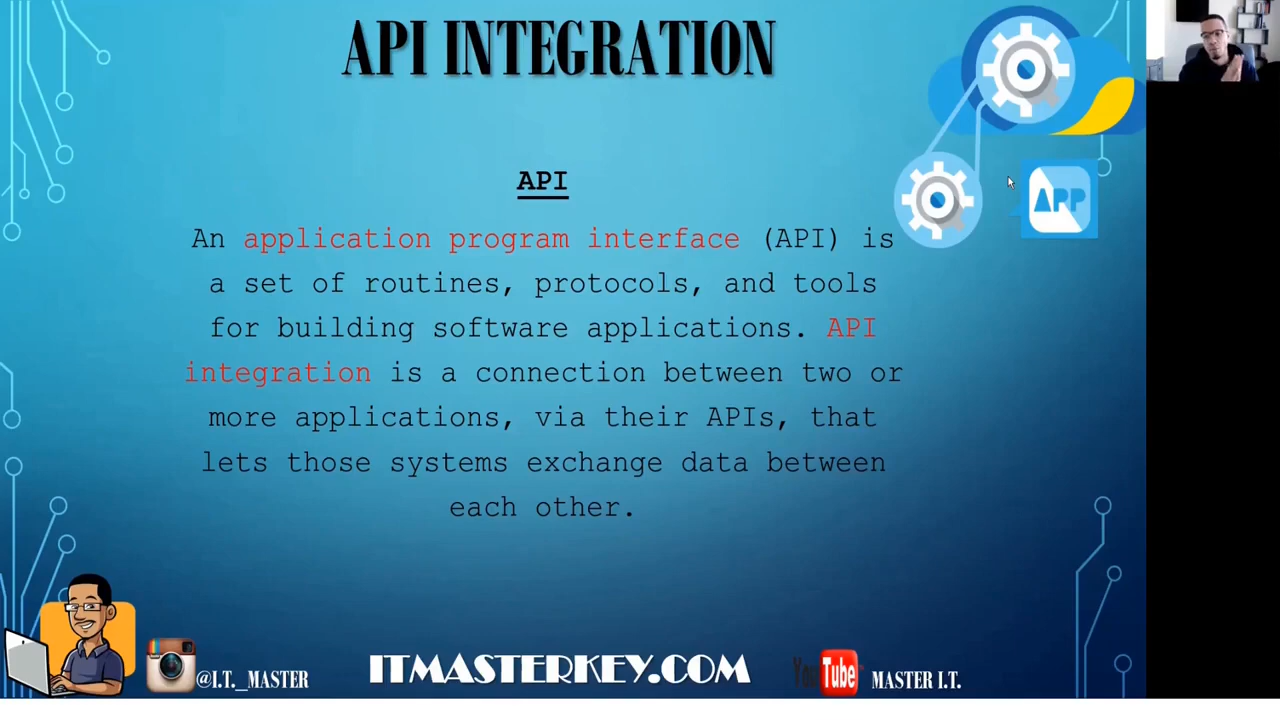 API INTEGRATION
APP
API
An application program interface (API) is
a set of routines, protocols, and tools
for building software applications. API
integration is a connection between two or
more applications, via their APIs, that
lets those systems exchange data between
each other.
@I.T._MASTER
ITMASTERKEY.COM
YouTube
MASTER I.T.